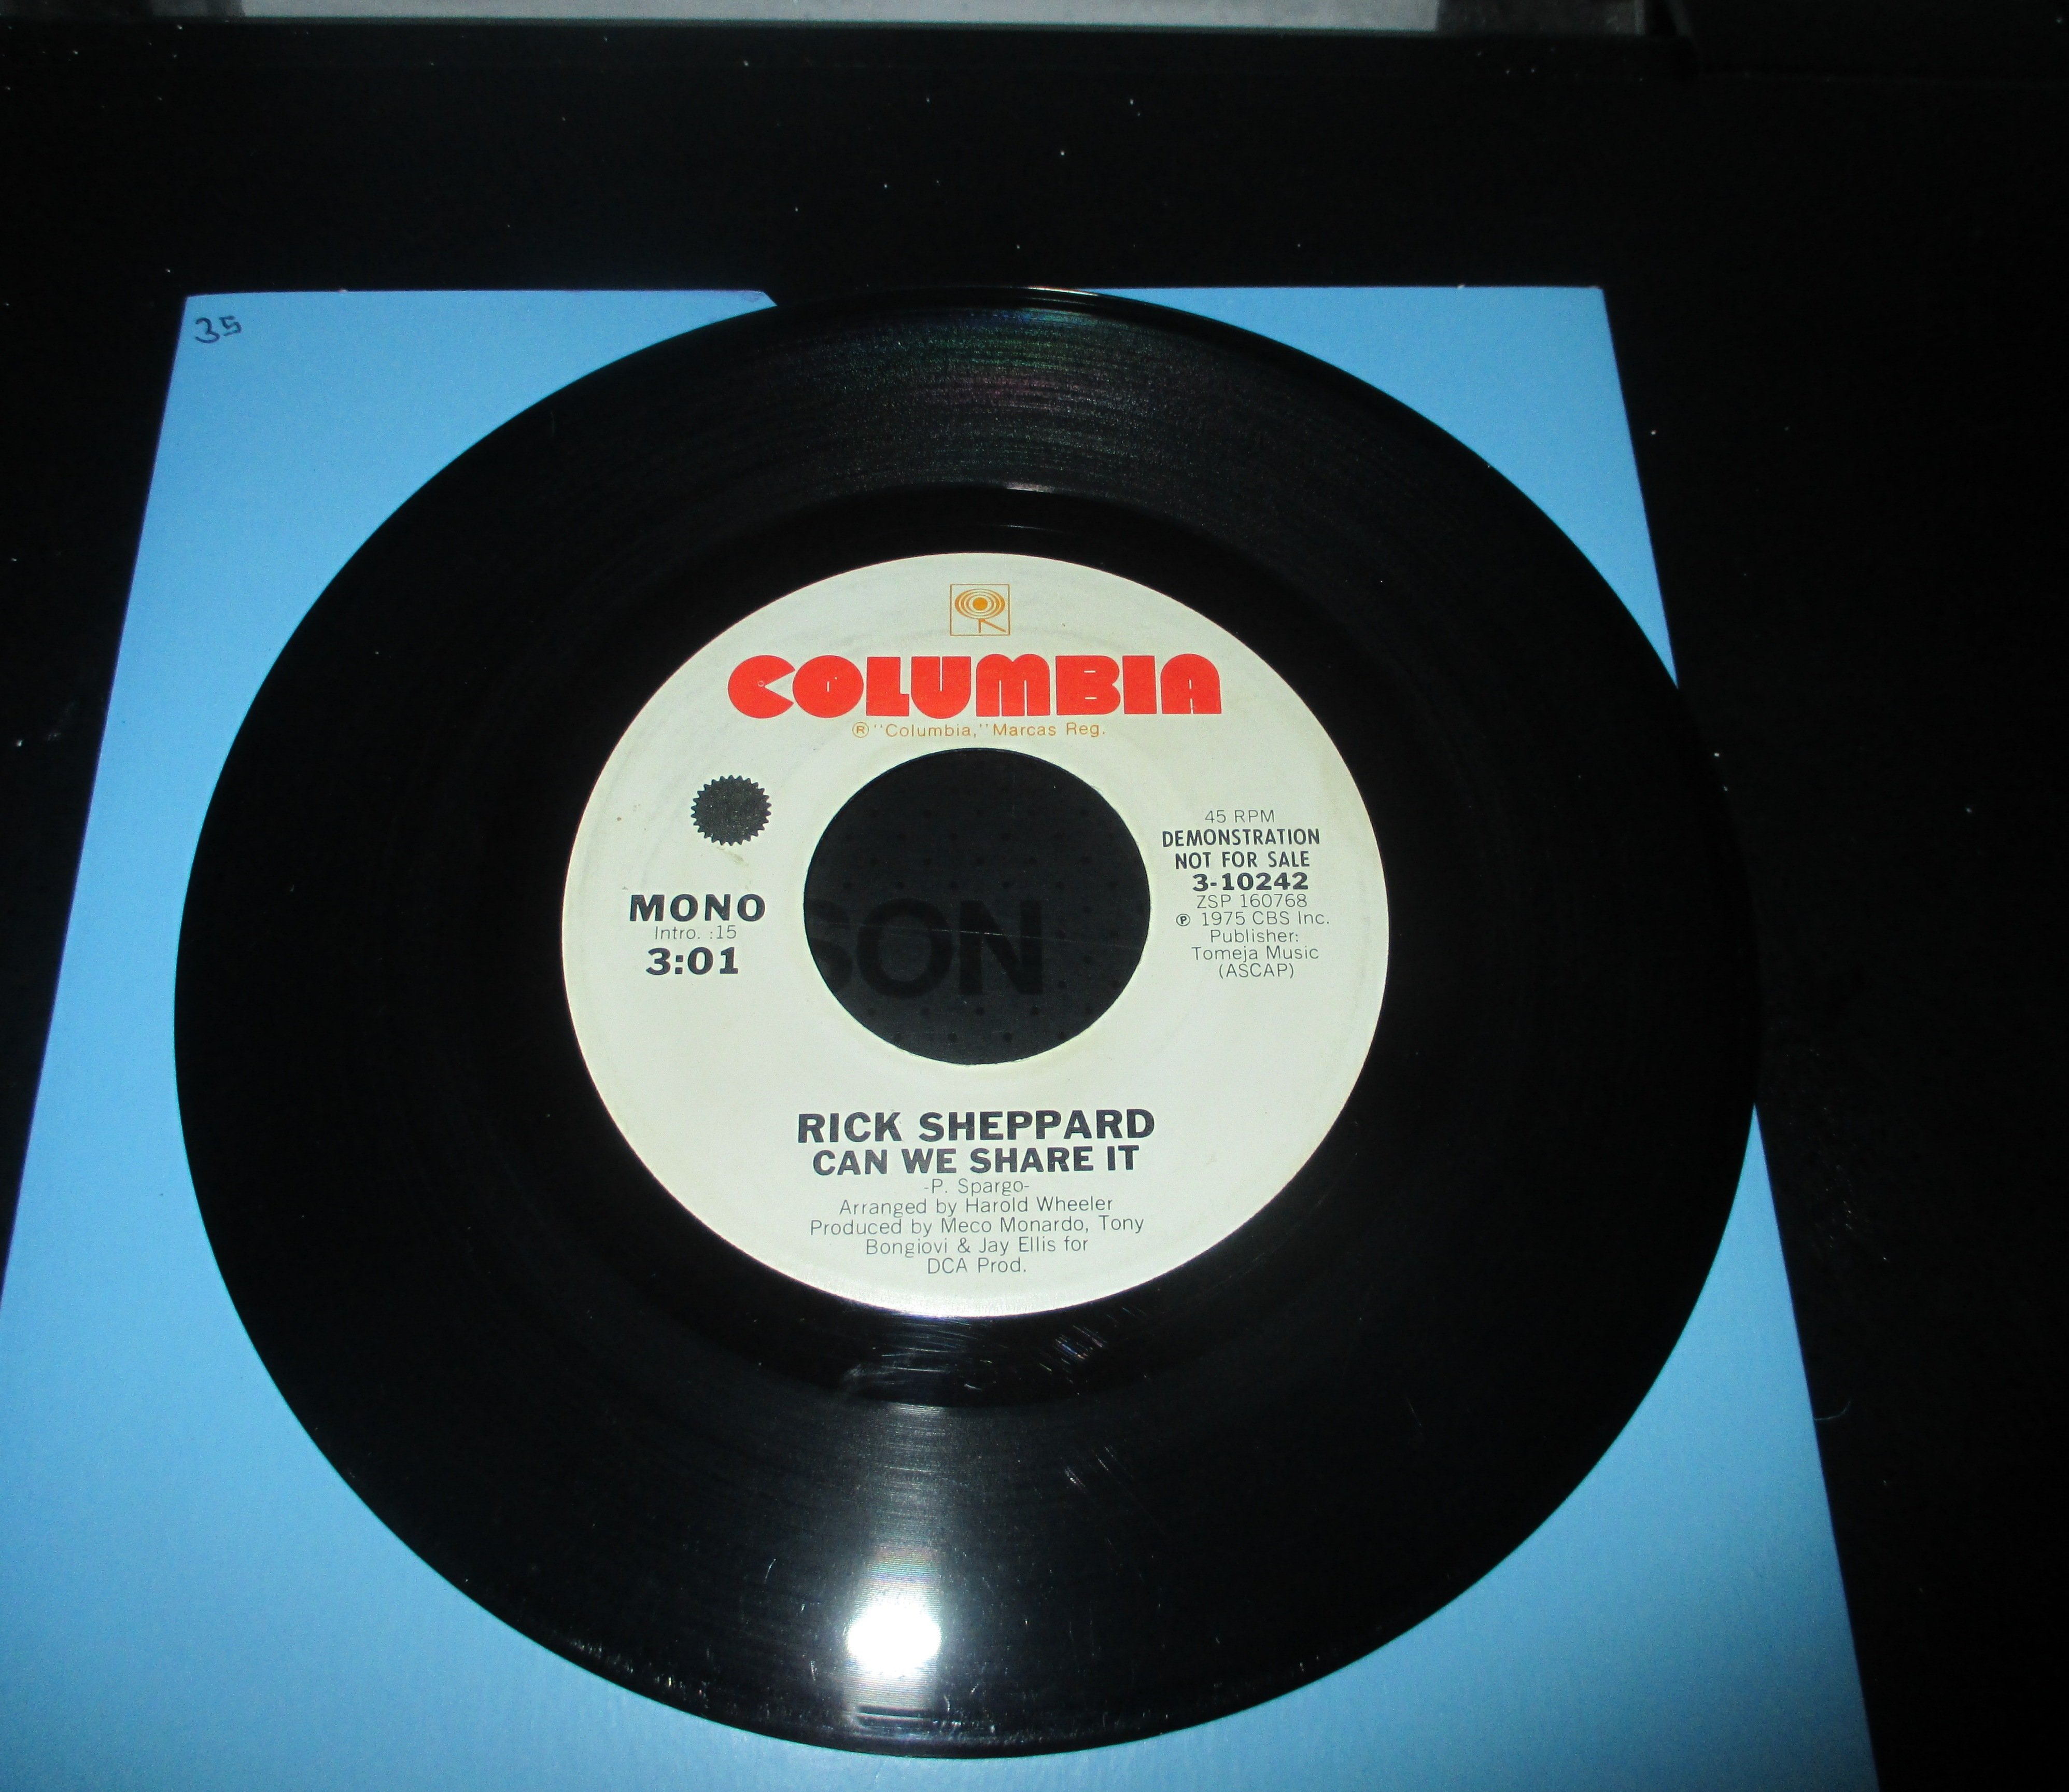 35
COLUMBIA
® "Columbia," Marcas Reg.
MONO
Intro. :15
3:01
45 RPM
DEMONSTRATION
NOT FOR SALE
3-10242
ZSP 160768
℗ 1975 CBS Inc.
Publisher:
Tomeja Music
(ASCAP)
SON
RICK SHEPPARD
CAN WE SHARE IT
-P. Spargo-
Arranged by Harold Wheeler
Produced by Meco Monardo, Tony
Bongiovi & Jay Ellis for
DCA Prod.